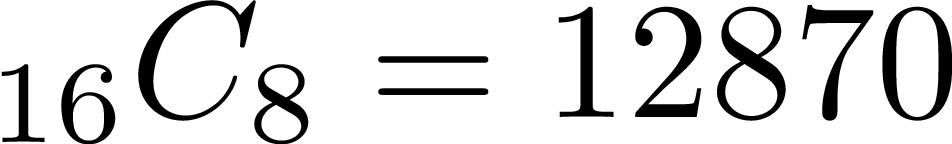 ₁₆C₈ = 12870